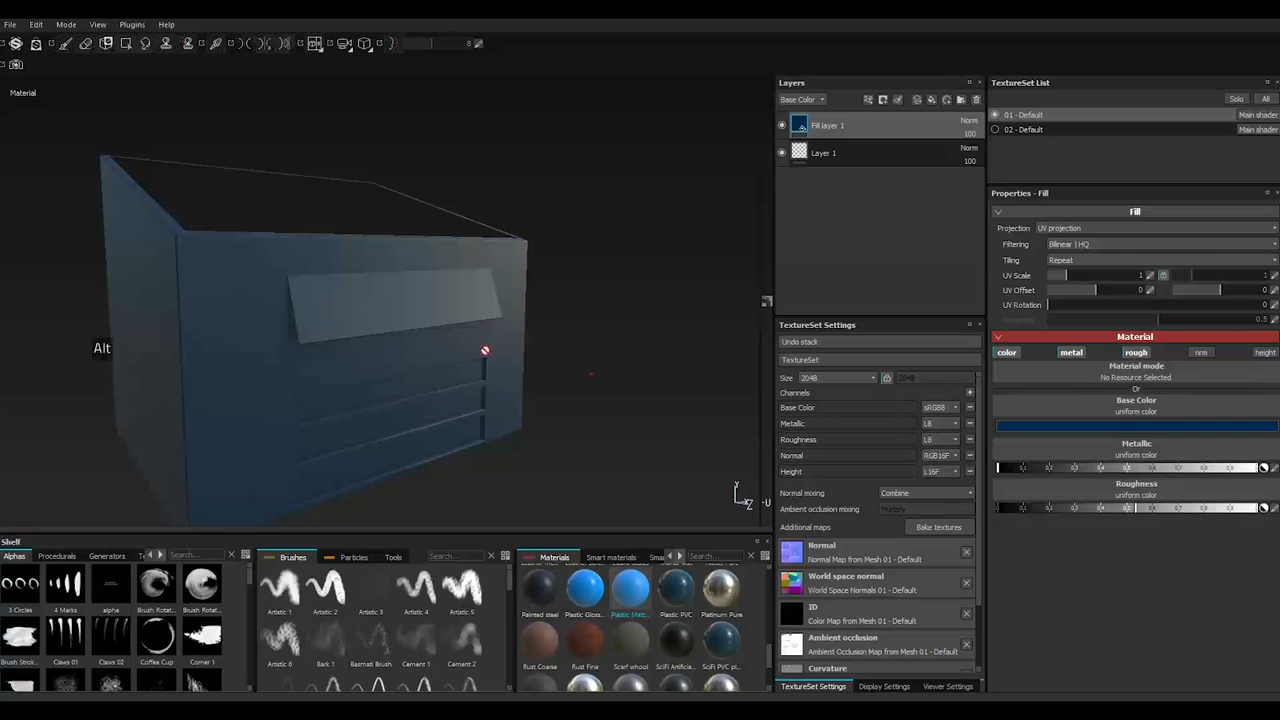 File Edit Mode View Plugins Help
8
Material
Alt
Y
Z
-U
Layers
Base Color
Fill layer 1
Norm
100
Layer 1
Norm
100
TextureSet Settings
Undo stack
TextureSet
Size 2048 2048
Channels
Base Color sRGB8
Metallic L8
Roughness L8
Normal RGB16F
Height L16F
Normal mixing Combine
Ambient occlusion mixing Multiply
Additional maps Bake textures
Normal
Normal Map from Mesh 01 - Default
World space normal
World Space Normals 01 - Default
ID
Color Map from Mesh 01 - Default
Ambient occlusion
Ambient Occlusion Map from Mesh 01 - Default
Curvature
TextureSet Settings Display Settings Viewer Settings
TextureSet List
Solo All
01 - Default Main shader
02 - Default Main shader
Properties - Fill
Fill
Projection UV projection
Filtering Bilinear | HQ
Tiling Repeat
UV Scale 1 1
UV Offset 0 0
UV Rotation 0
0.5
Material
color metal rough nrm height
Material mode
No Resource Selected
Or
Base Color
uniform color
Metallic
uniform color
Roughness
uniform color
Shelf
Alphas Procedurals Generators Search...
3 Circles 4 Marks alpha Brush Rotat... Brush Rotat...
Brush Strok... Claws 01 Claws 02 Coffee Cup Corner 1
Brushes Particles Tools Search...
Artistic 1 Artistic 2 Artistic 3 Artistic 4 Artistic 5
Artistic 6 Bark 1 Basmati Brush Cement 1 Cement 2
Materials Smart materials Sma Search...
Painted steel Plastic Gloss... Plastic Matt... Plastic PVC Platinum Pure
Rust Coarse Rust Fine Scarf whool SciFi Artificia... SciFi PVC pl...